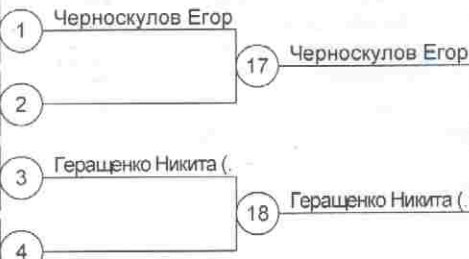 1 Черноскулов Егор
17 Черноскулов Егор
2
3 Геращенко Никита (.
18 Геращенко Никита (.
4